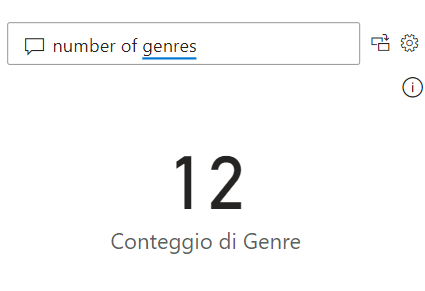 number of genres
12
Conteggio di Genre